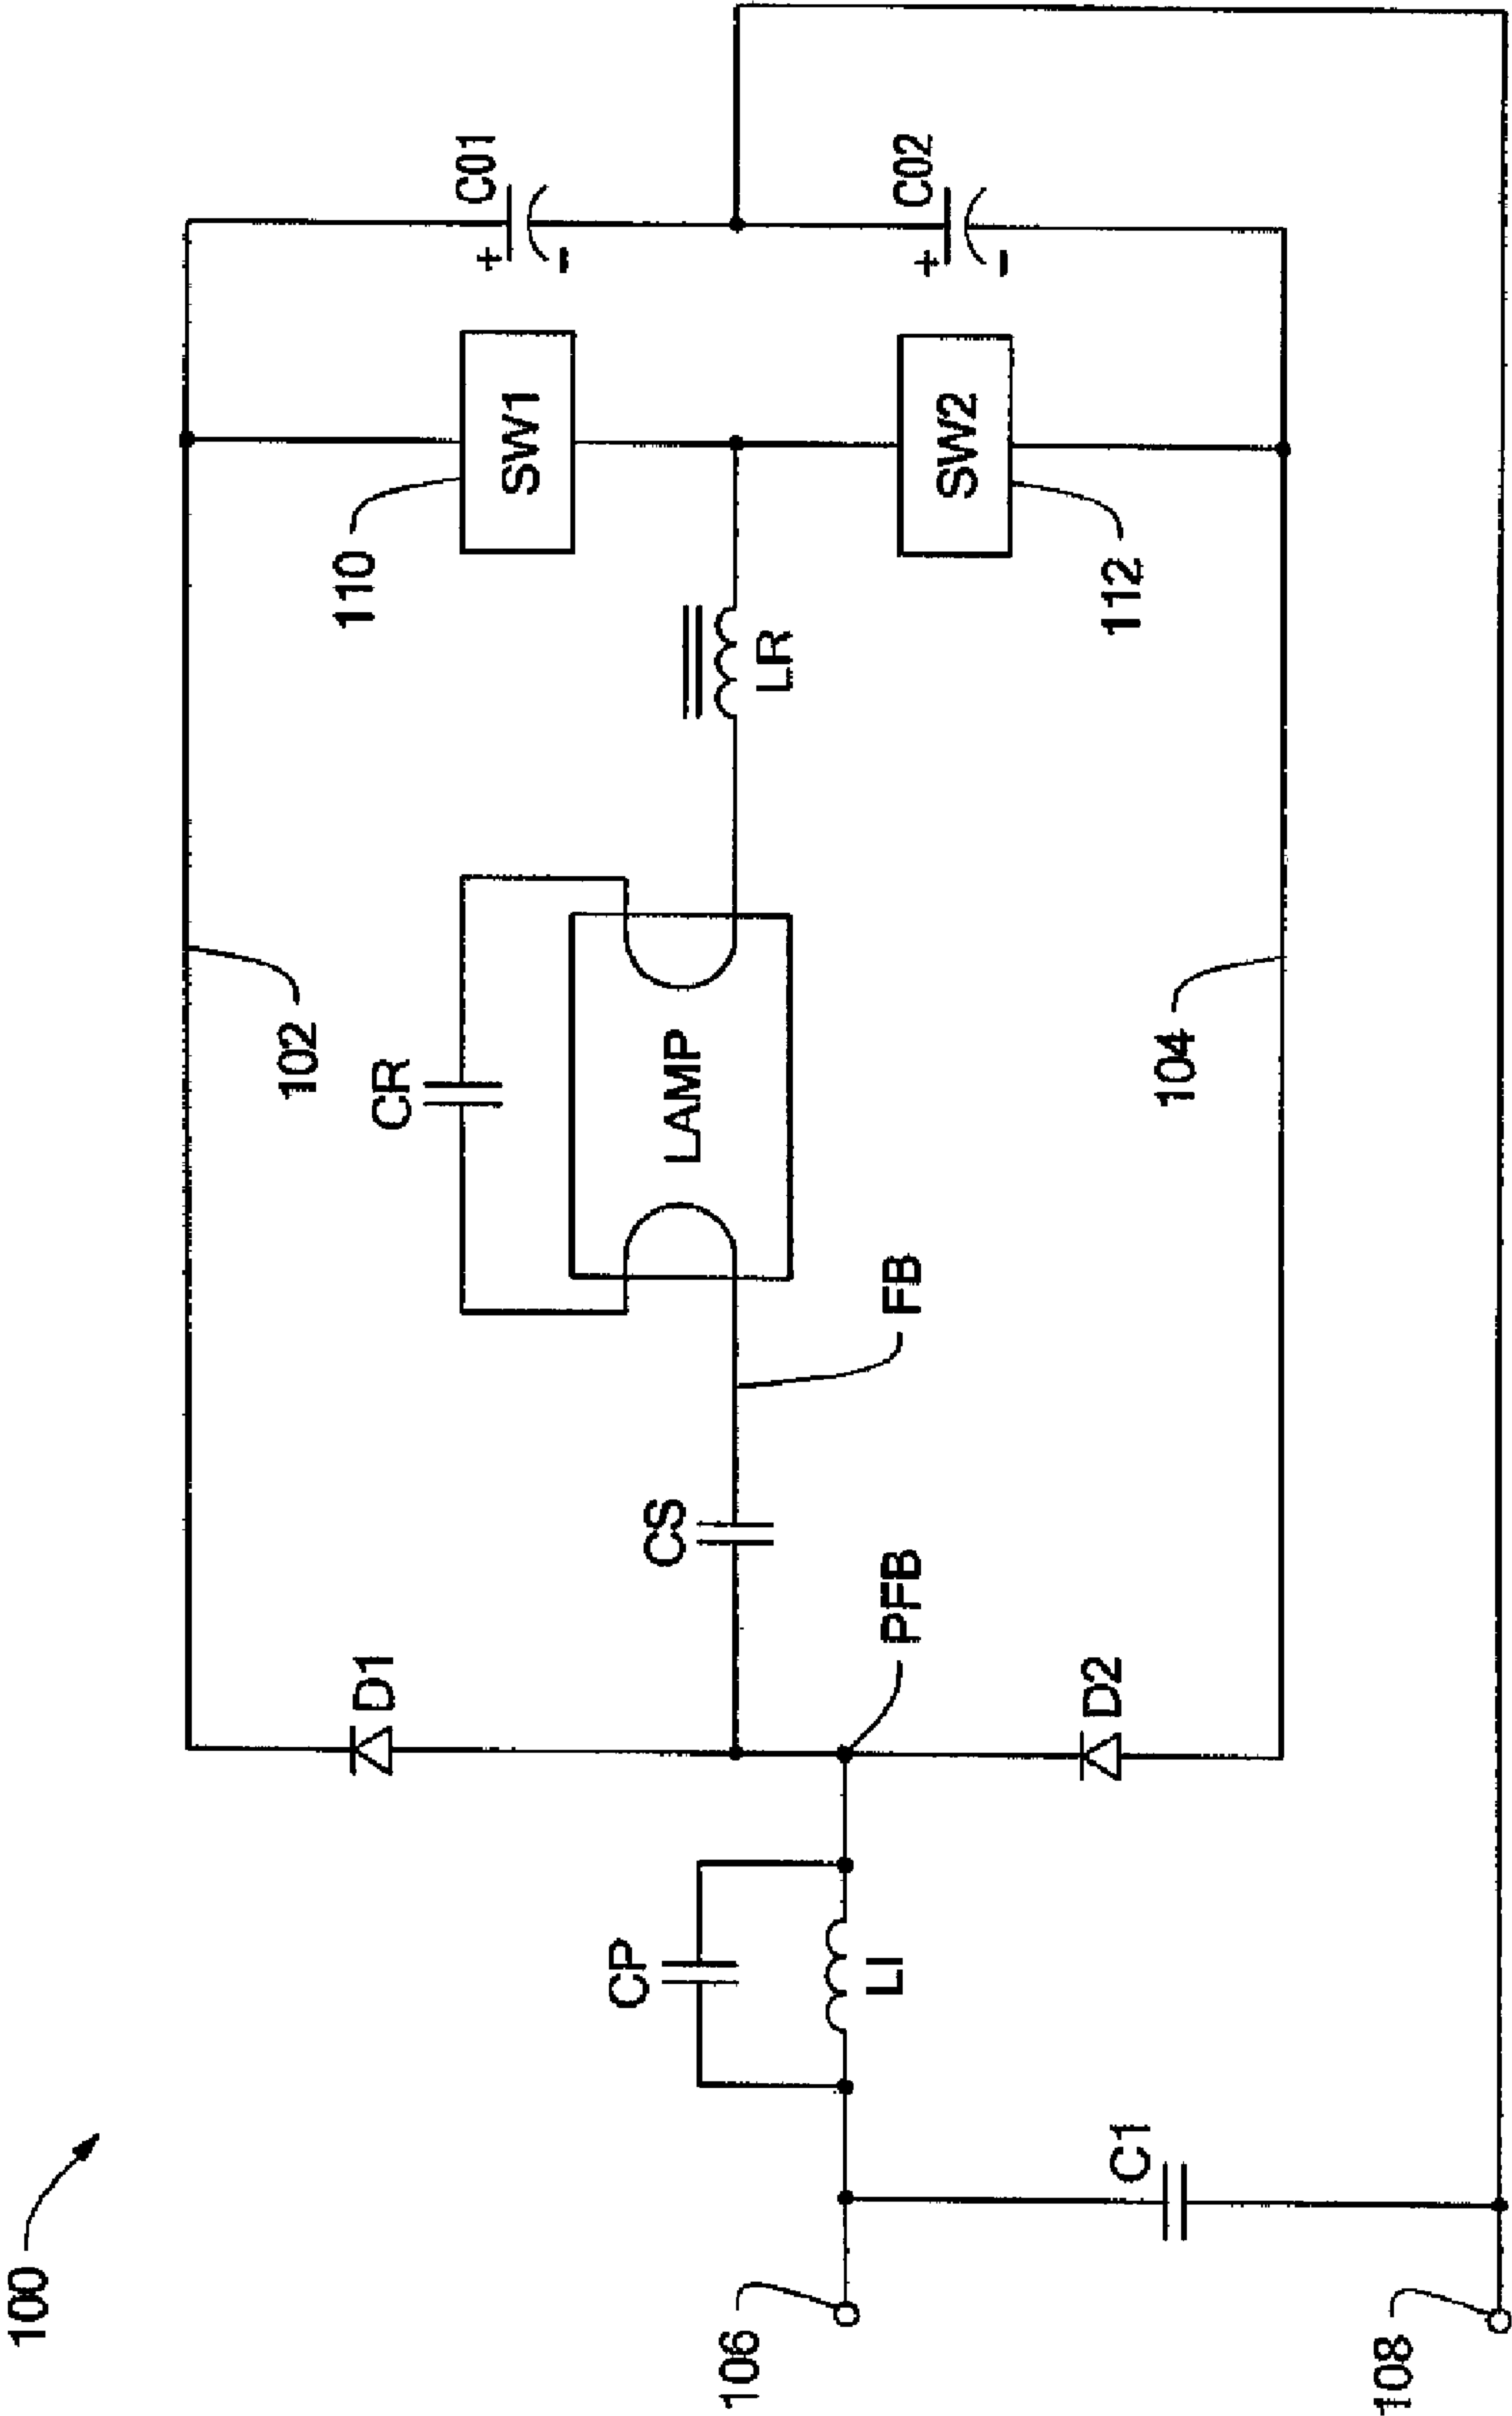 100
C01
+
-
C02
+
-
110
SW1
SW2
112
LR
102
CR
LAMP
104
FB
CS
PFB
D1
D2
CP
LI
C1
106
108